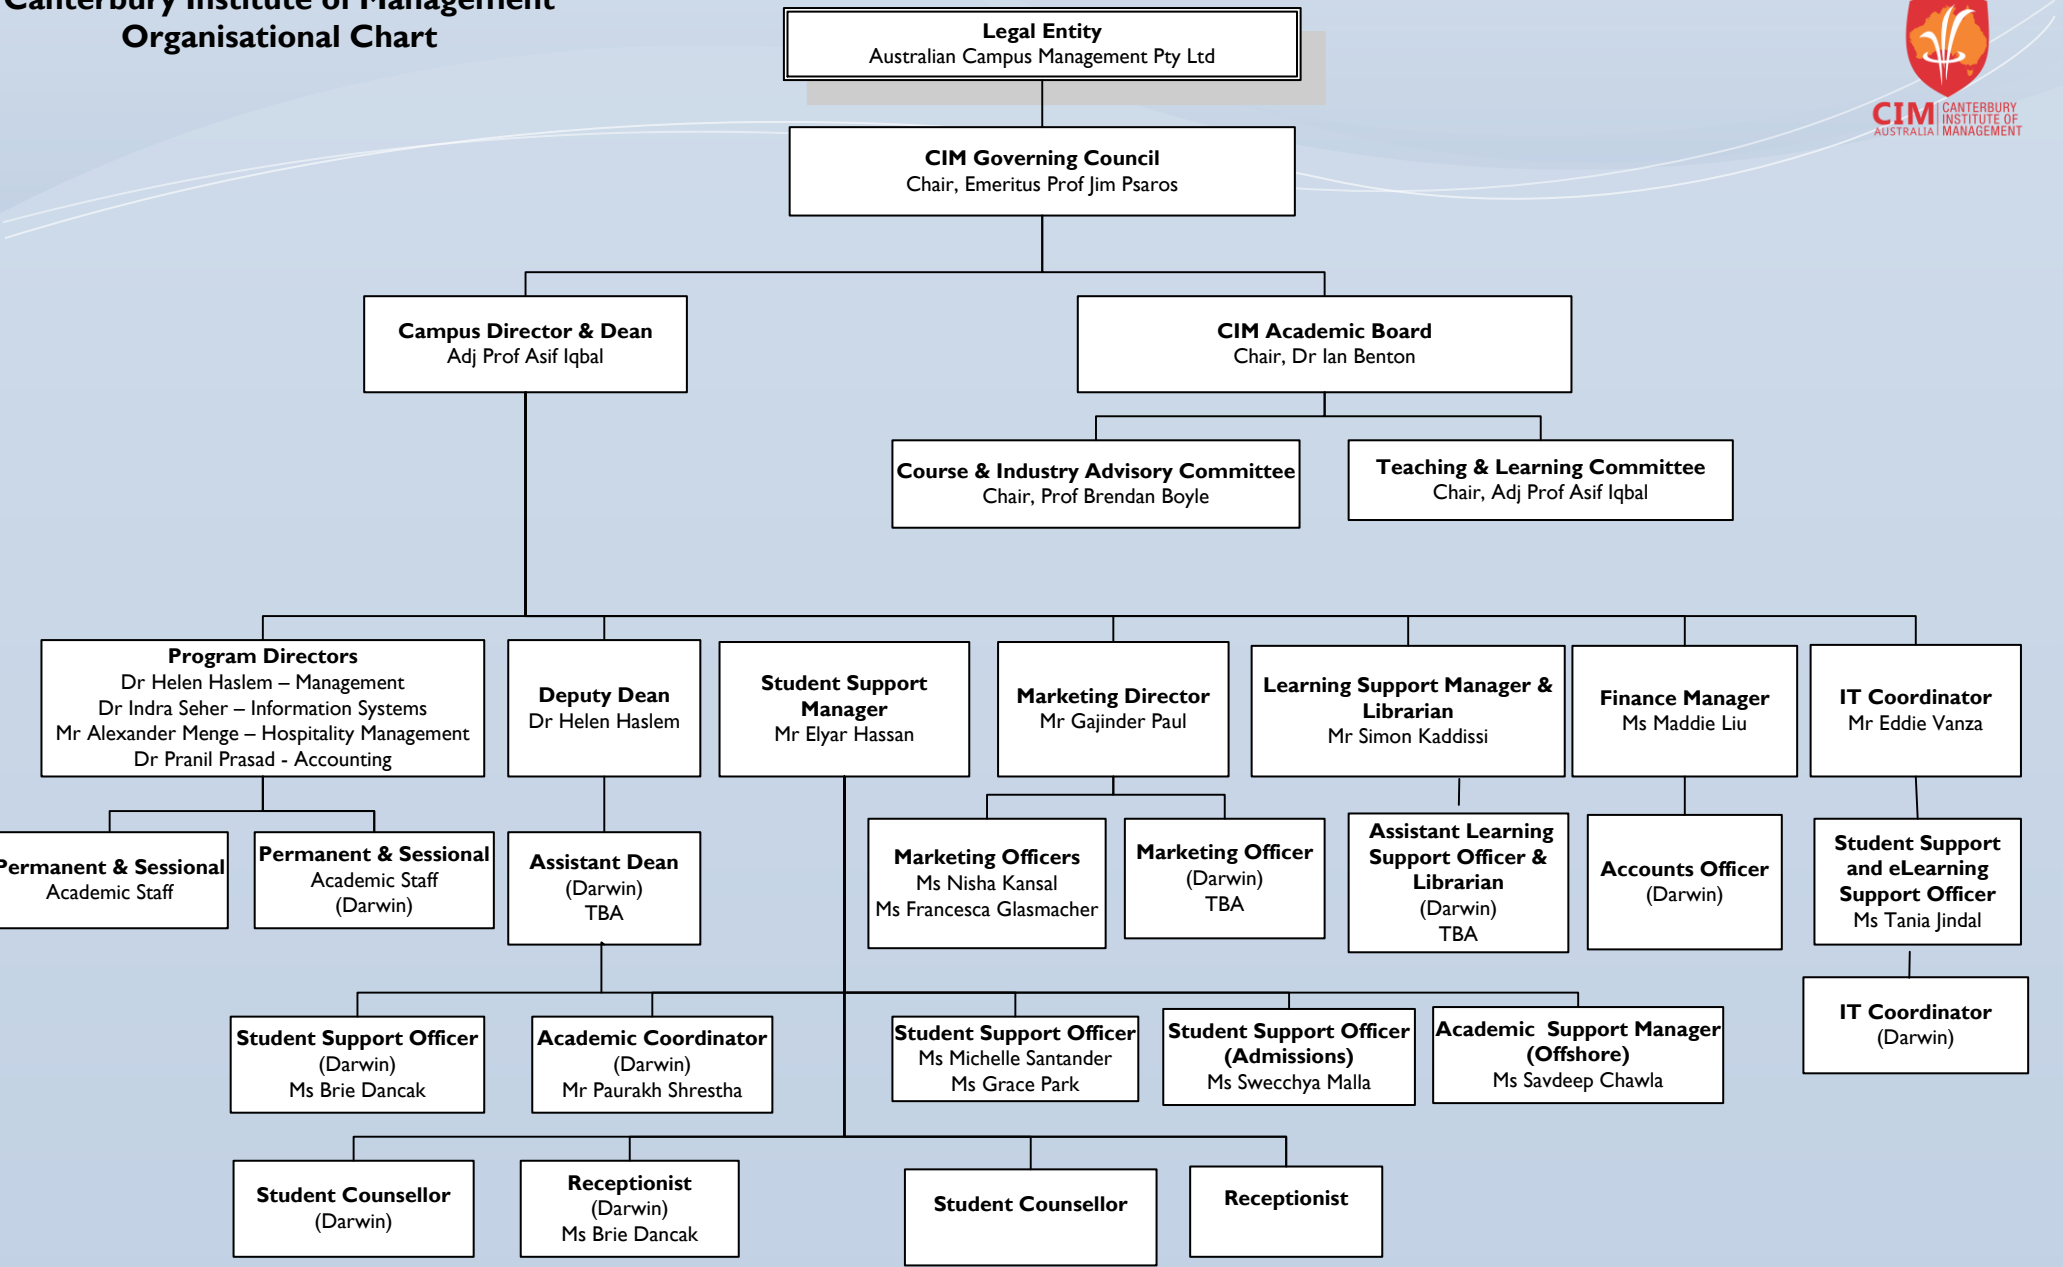 Canterbury Institute of Management
Organisational Chart
Legal Entity
Australian Campus Management Pty Ltd
CIM
AUSTRALIA
CANTERBURY
INSTITUTE OF
MANAGEMENT
CIM Governing Council
Chair, Emeritus Prof Jim Psaros
Campus Director & Dean
Adj Prof Asif Iqbal
CIM Academic Board
Chair, Dr Ian Benton
Course & Industry Advisory Committee
Chair, Prof Brendan Boyle
Teaching & Learning Committee
Chair, Adj Prof Asif Iqbal
Program Directors
Dr Helen Haslem – Management
Dr Indra Seher – Information Systems
Mr Alexander Menge – Hospitality Management
Dr Pranil Prasad - Accounting
Deputy Dean
Dr Helen Haslem
Student Support
Manager
Mr Elyar Hassan
Marketing Director
Mr Gajinder Paul
Learning Support Manager &
Librarian
Mr Simon Kaddissi
Finance Manager
Ms Maddie Liu
IT Coordinator
Mr Eddie Vanza
Permanent & Sessional
Academic Staff
Permanent & Sessional
Academic Staff
(Darwin)
Assistant Dean
(Darwin)
TBA
Marketing Officers
Ms Nisha Kansal
Ms Francesca Glasmacher
Marketing Officer
(Darwin)
TBA
Assistant Learning
Support Officer &
Librarian
(Darwin)
TBA
Accounts Officer
(Darwin)
Student Support
and eLearning
Support Officer
Ms Tania Jindal
Student Support Officer
(Darwin)
Ms Brie Dancak
Academic Coordinator
(Darwin)
Mr Paurakh Shrestha
Student Support Officer
Ms Michelle Santander
Ms Grace Park
Student Support Officer
(Admissions)
Ms Swecchya Malla
Academic  Support Manager
(Offshore)
Ms Savdeep Chawla
IT Coordinator
(Darwin)
Student Counsellor
(Darwin)
Receptionist
(Darwin)
Ms Brie Dancak
Student Counsellor
Receptionist